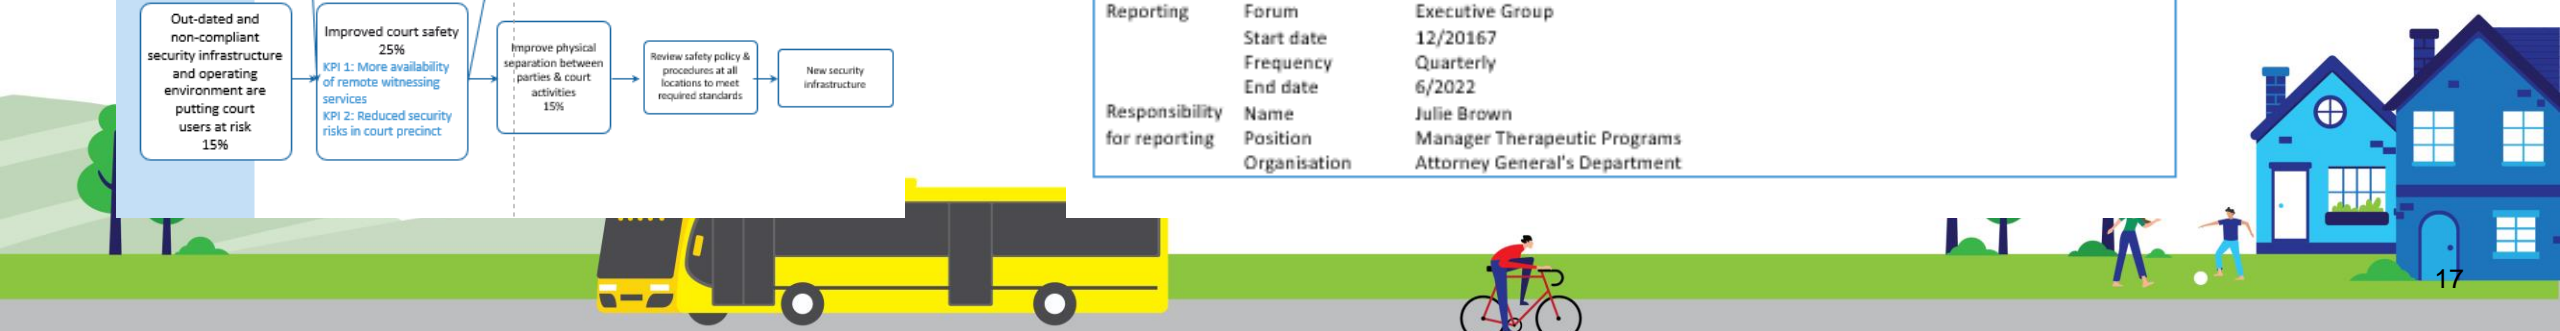 Out-dated and
non-compliant
security infrastructure
and operating
environment are
putting court
users at risk
15%
Improved court safety
25%
KPI 1: More availability
of remote witnessing
services
KPI 2: Reduced security
risks in court precinct
Improve physical
separation between
parties & court
activities
15%
Review safety policy &
procedures at all
locations to meet
required standards
New security
infrastructure
Reporting Forum Executive Group
Start date 12/20167
Frequency Quarterly
End date 6/2022
Responsibility Name Julie Brown
for reporting Position Manager Therapeutic Programs
Organisation Attorney General's Department
17